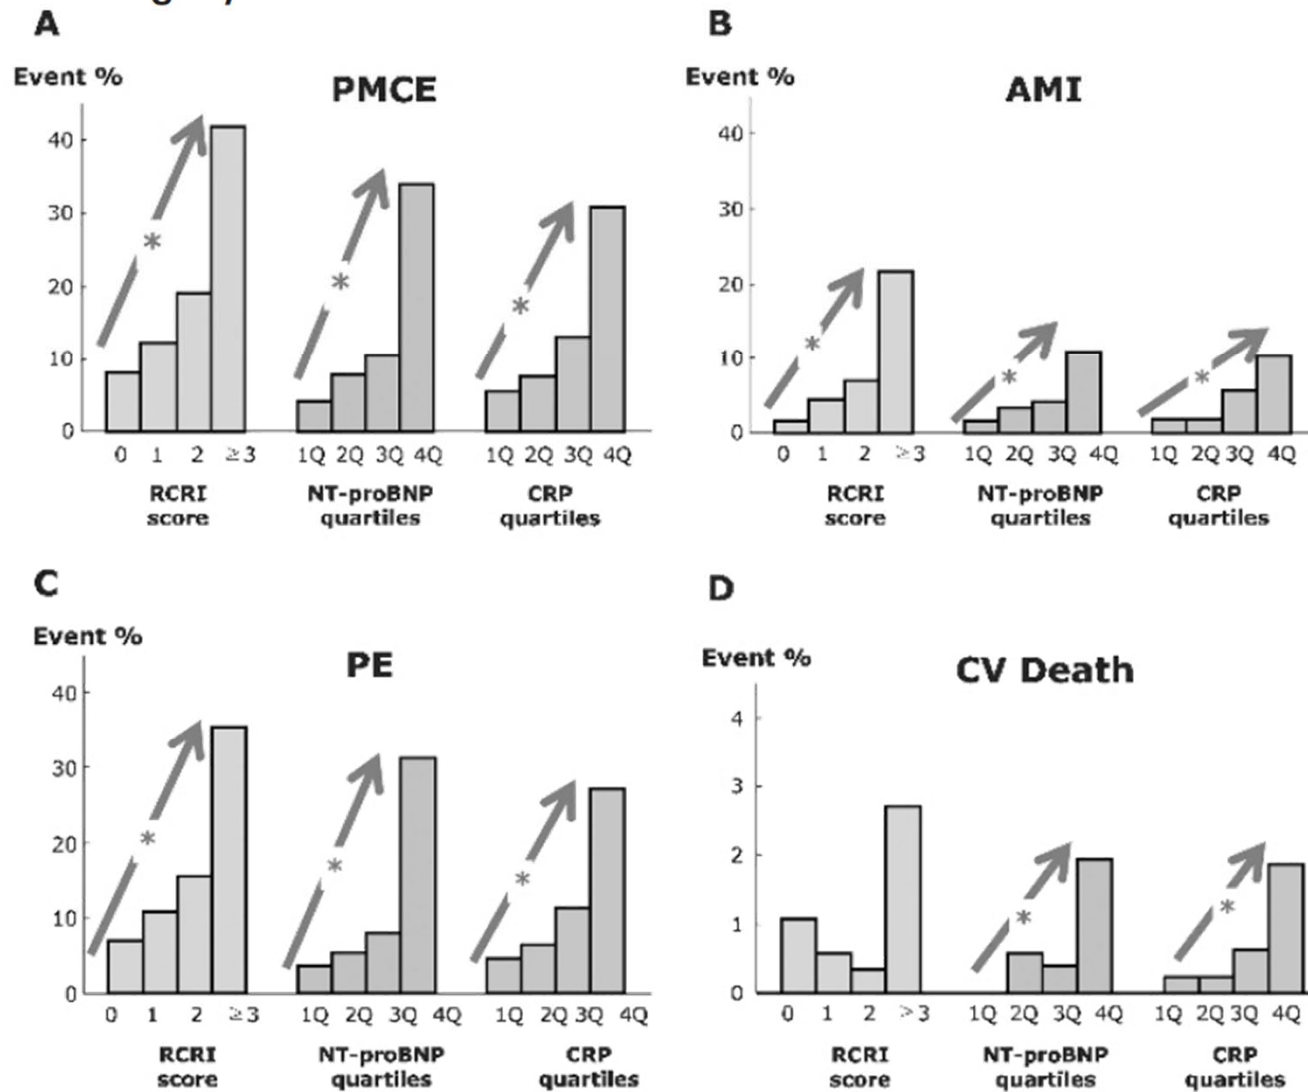 A
Event %
PMCE
40
30
20
10
0
0 1 2 ≥3
1Q 2Q 3Q 4Q
1Q 2Q 3Q 4Q
RCRI score
NT-proBNP quartiles
CRP quartiles
B
Event %
AMI
40
30
20
10
0
0 1 2 ≥3
1Q 2Q 3Q 4Q
1Q 2Q 3Q 4Q
RCRI score
NT-proBNP quartiles
CRP quartiles
C
Event %
PE
40
30
20
10
0
0 1 2 ≥3
1Q 2Q 3Q 4Q
1Q 2Q 3Q 4Q
RCRI score
NT-proBNP quartiles
CRP quartiles
D
Event %
CV Death
4
3
2
1
0
0 1 2 >3
1Q 2Q 3Q 4Q
1Q 2Q 3Q 4Q
RCRI score
NT-proBNP quartiles
CRP quartiles